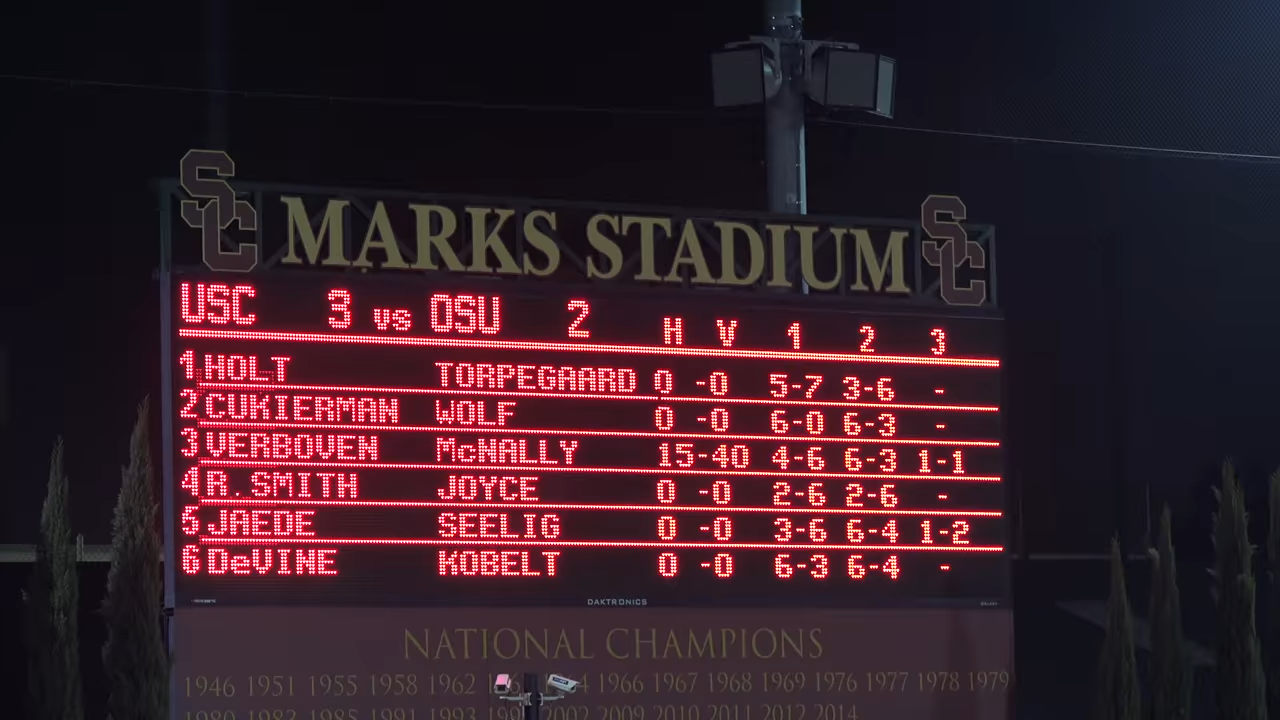 SC MARKS STADIUM SC
USC 3 vs OSU 2 H V 1 2 3
1 HOLT TORPEGAARD 0 -0 5-7 3-6 -
2 CUKIERMAN WOLF 0 -0 6-0 6-3 -
3 VERBOVEN McNALLY 15-40 4-6 6-3 1-1
4 R. SMITH JOYCE 0 -0 2-6 2-6 -
5 JAEDE SEELIG 0 -0 3-6 6-4 1-2
6 DeVINE KOBELT 0 -0 6-3 6-4 -
DAKTRONICS
NATIONAL CHAMPIONS
1946 1951 1955 1958 1962 1966 1967 1968 1969 1976 1977 1978 1979
1980 1983 1985 1991 1993 2002 2009 2010 2011 2012 2014